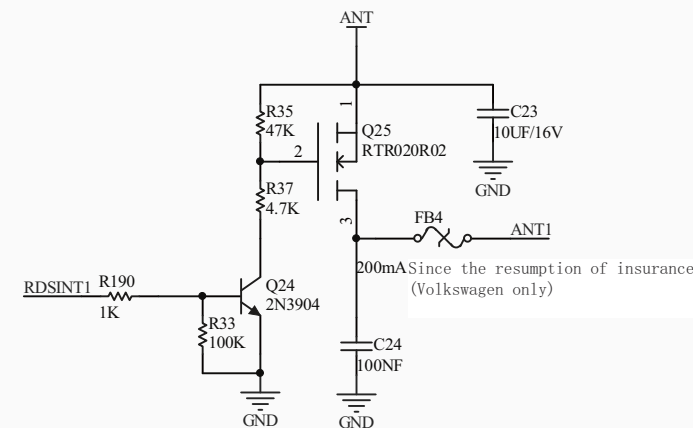 ANT
1
R35
47K
C23
10UF/16V
Q25
RTR020R02
2
GND
R37
4.7K
3
FB4
ANT1
200mA
Since the resumption of insurance
(Volkswagen only)
RDSINT1
R190
1K
Q24
2N3904
R33
100K
C24
100NF
GND
GND